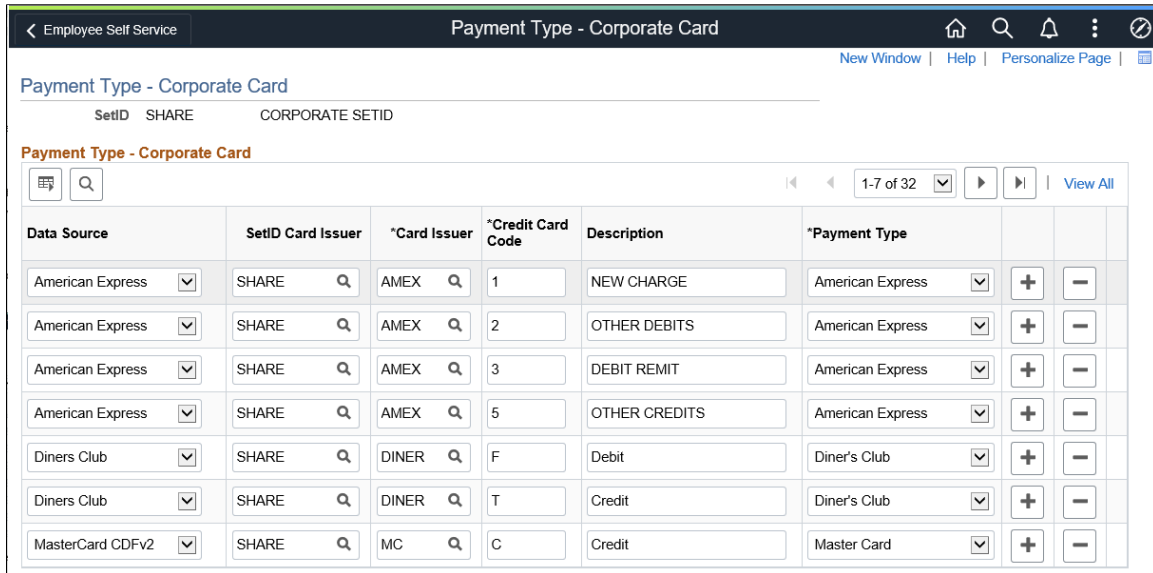 Employee Self Service Payment Type - Corporate Card
New Window | Help | Personalize Page |
Payment Type - Corporate Card
SetID SHARE CORPORATE SETID
Payment Type - Corporate Card
1-7 of 32 | View All
Data Source SetID Card Issuer *Card Issuer *Credit Card Code Description *Payment Type
American Express SHARE AMEX 1 NEW CHARGE American Express
American Express SHARE AMEX 2 OTHER DEBITS American Express
American Express SHARE AMEX 3 DEBIT REMIT American Express
American Express SHARE AMEX 5 OTHER CREDITS American Express
Diners Club SHARE DINER F Debit Diner's Club
Diners Club SHARE DINER T Credit Diner's Club
MasterCard CDFv2 SHARE MC C Credit Master Card